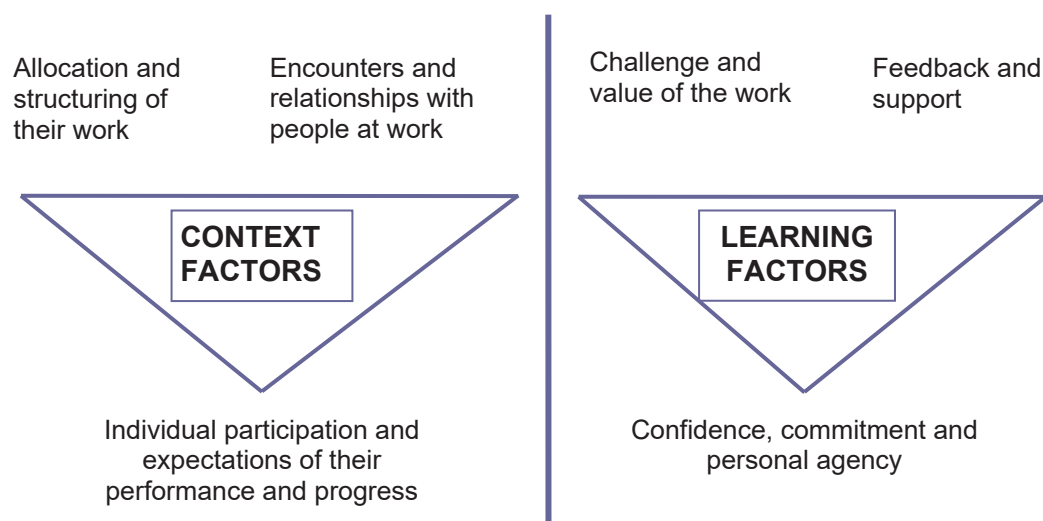 Allocation and
structuring of
their work
Encounters and
relationships with
people at work
CONTEXT
FACTORS
Individual participation and
expectations of their
performance and progress
Challenge and
value of the work
Feedback and
support
LEARNING
FACTORS
Confidence, commitment and
personal agency